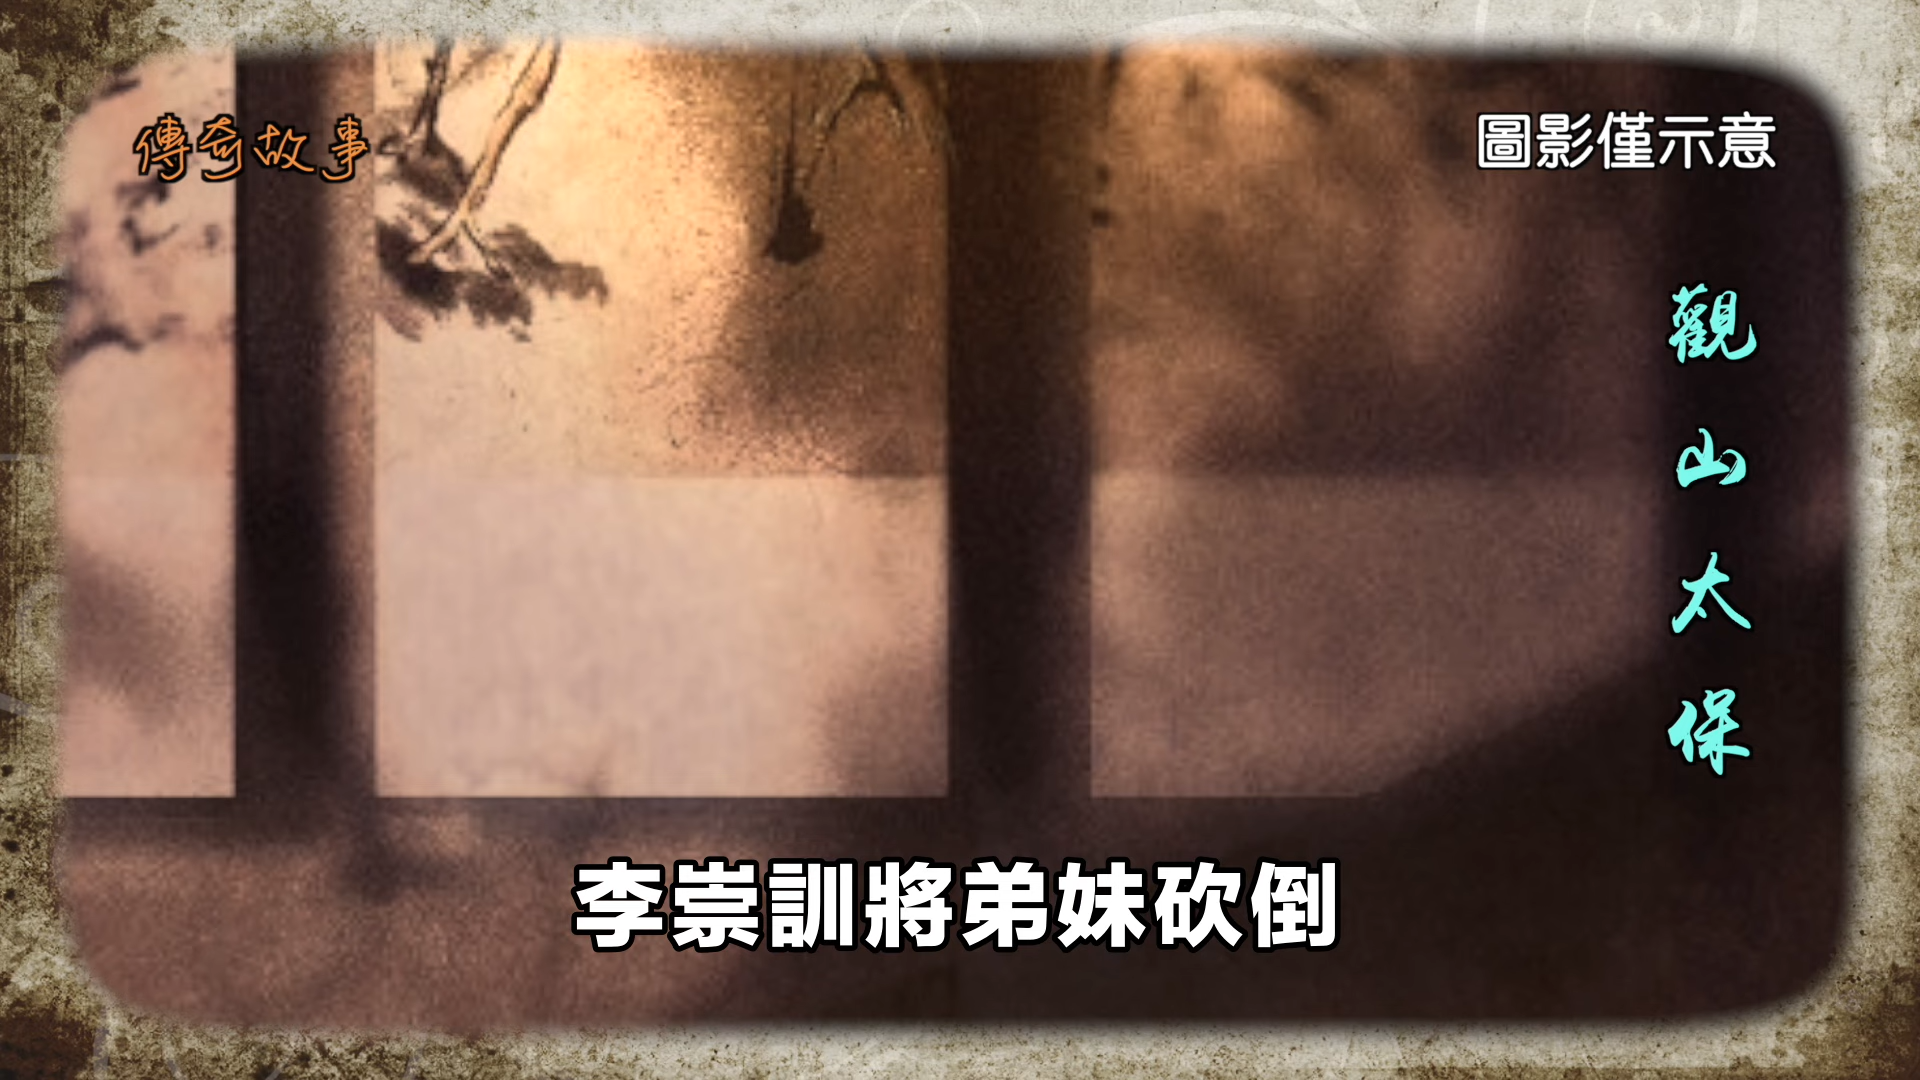 傳奇故事
圖影僅示意
觀山太保
李崇訓將弟妹砍倒